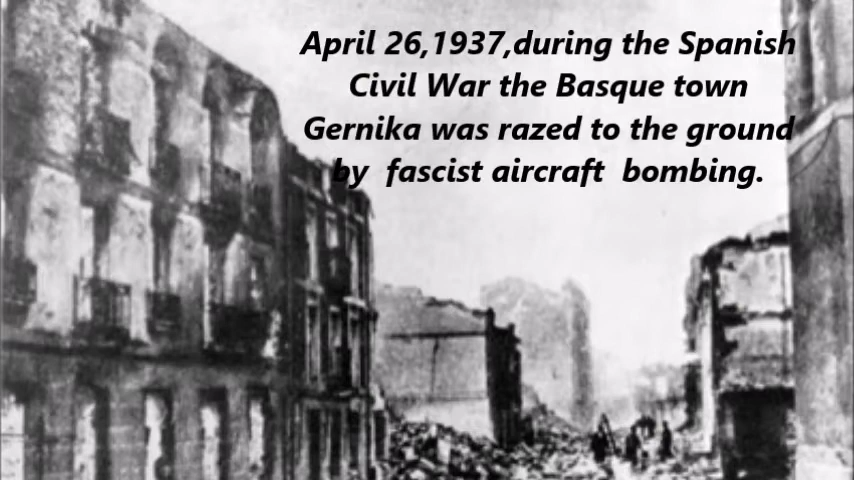 April 26,1937,during the Spanish
Civil War the Basque town
Gernika was razed to the ground
by fascist aircraft bombing.